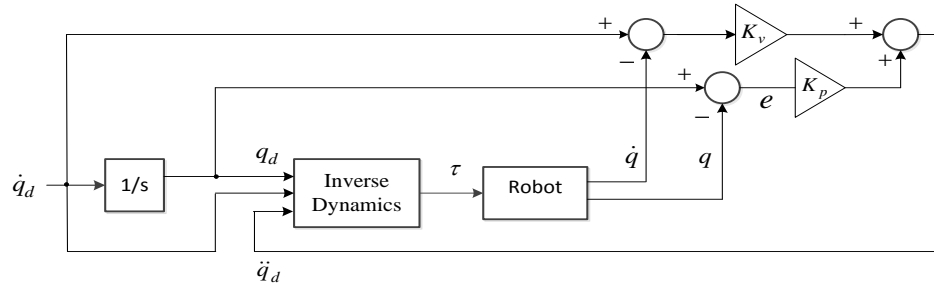 +
K_v
+
−
+
+
K_p
e
−
q_d
q̇
q
τ
q̇_d
1/s
Inverse
Dynamics
Robot
q̈_d